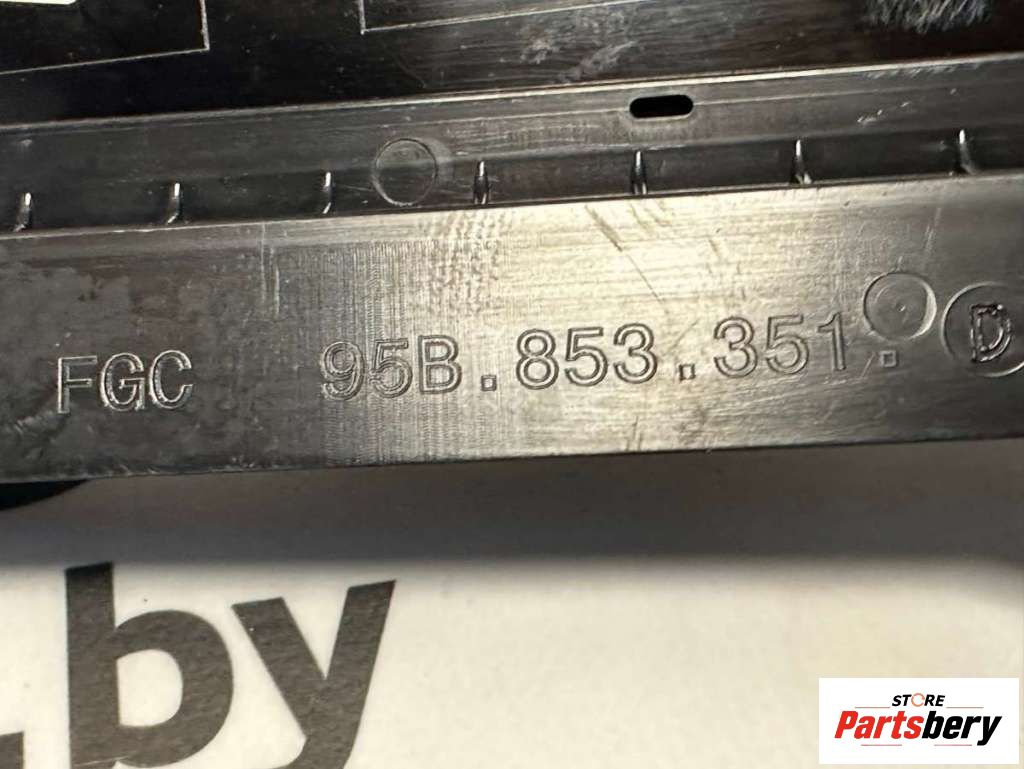 FGC 95B.853.351. D
.by
STORE
Partsbery